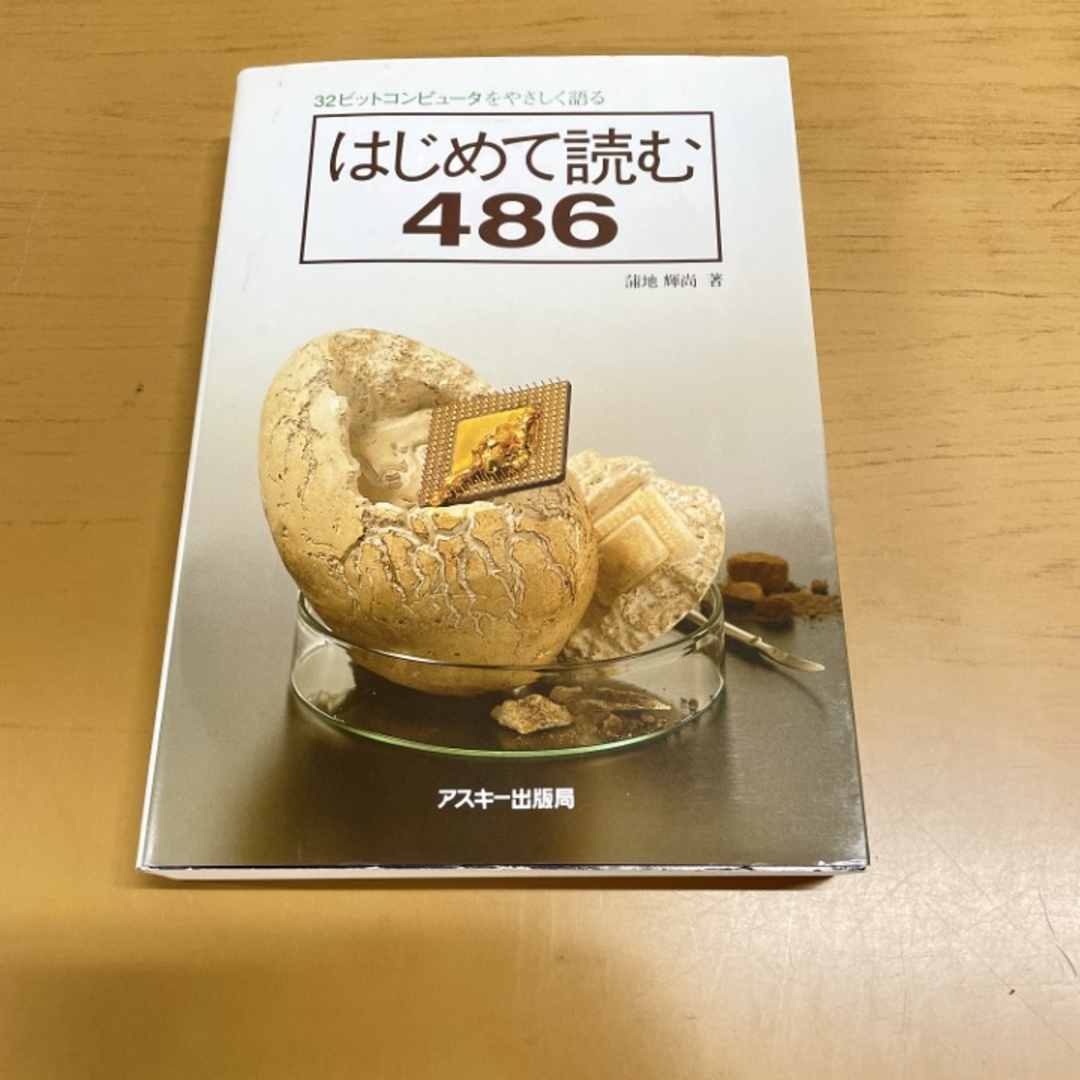 32ビットコンピュータをやさしく語る
はじめて読む
486
蒲地 輝尚 著
アスキー出版局